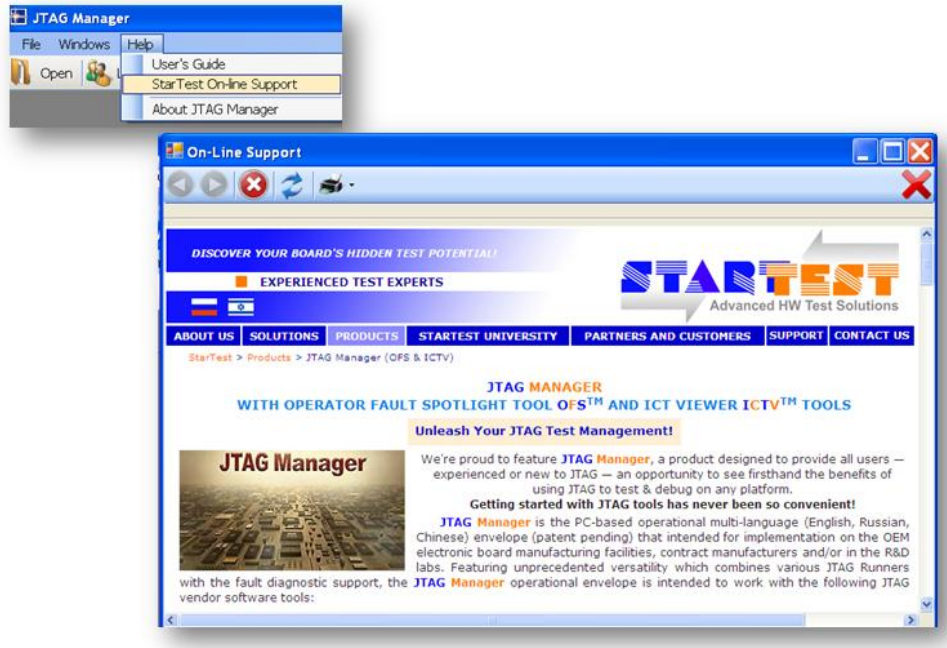 JTAG Manager
File Windows Help
Open
User's Guide
StarTest On-line Support
About JTAG Manager
On-Line Support
DISCOVER YOUR BOARD'S HIDDEN TEST POTENTIAL!
EXPERIENCED TEST EXPERTS
STARTEST
Advanced HW Test Solutions
ABOUT US SOLUTIONS PRODUCTS STARTEST UNIVERSITY PARTNERS AND CUSTOMERS SUPPORT CONTACT US
StarTest > Products > JTAG Manager (OFS & ICTV)
JTAG MANAGER
WITH OPERATOR FAULT SPOTLIGHT TOOL OFS™ AND ICT VIEWER ICTV™ TOOLS
Unleash Your JTAG Test Management!
JTAG Manager
We're proud to feature JTAG Manager, a product designed to provide all users —
experienced or new to JTAG — an opportunity to see firsthand the benefits of
using JTAG to test & debug on any platform.
Getting started with JTAG tools has never been so convenient!
JTAG Manager is the PC-based operational multi-language (English, Russian,
Chinese) envelope (patent pending) that intended for implementation on the OEM
electronic board manufacturing facilities, contract manufacturers and/or in the R&D
labs. Featuring unprecedented versatility which combines various JTAG Runners
with the fault diagnostic support, the JTAG Manager operational envelope is intended to work with the following JTAG
vendor software tools: